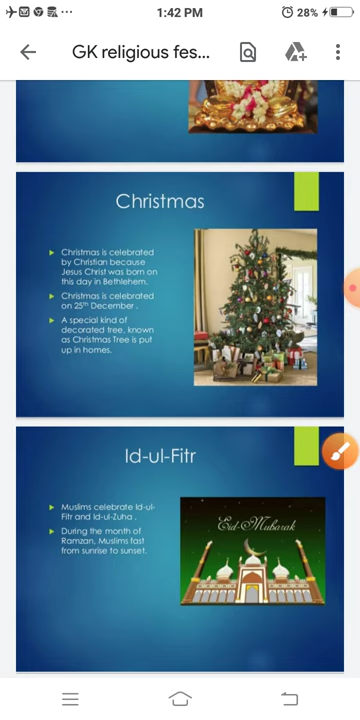 1:42 PM
28%
GK religious fes...
Christmas
Christmas is celebrated
by Christian because
Jesus Christ was born on
this day in Bethlehem.
Christmas is celebrated
on 25th December .
A special kind of
decorated tree, known
as Christmas Tree is put
up in homes.
Id-ul-Fitr
Muslims celebrate Id-ul-
Fitr and Id-ul-Zuha .
During the month of
Ramzan, Muslims fast
from sunrise to sunset.
Eid-Mubarak